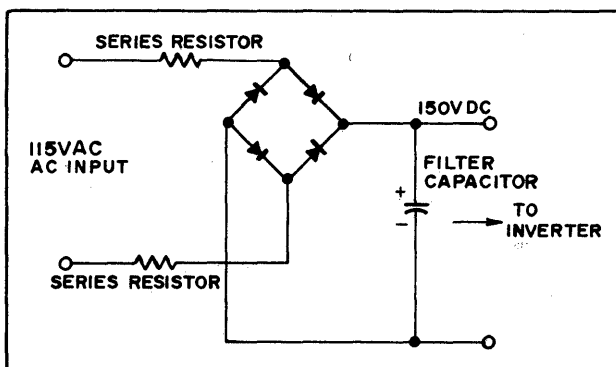 SERIES RESISTOR
115VAC
AC INPUT
SERIES RESISTOR
150VDC
FILTER
CAPACITOR
+
-
TO
INVERTER